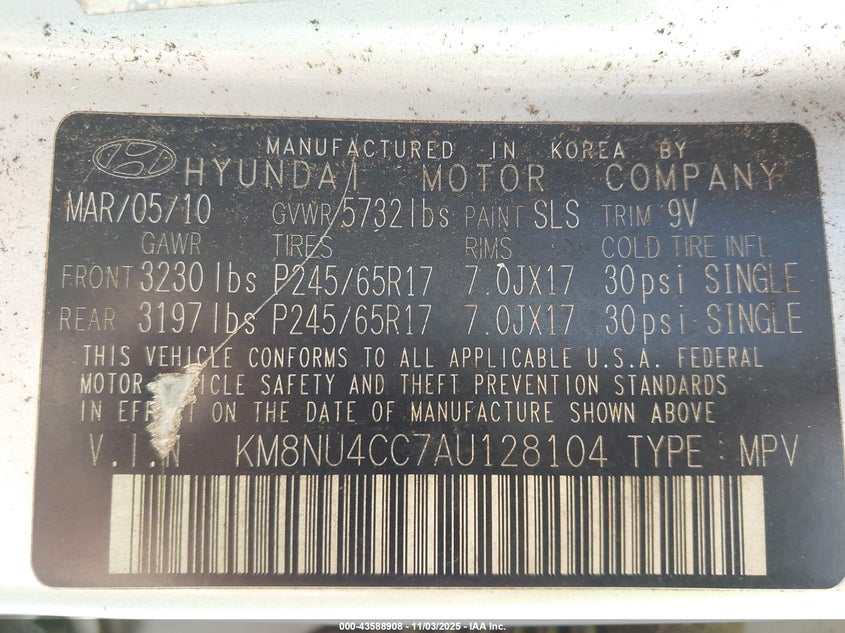 MANUFACTURED IN KOREA BY
HYUNDAI MOTOR COMPANY
MAR/05/10 GVWR 5732lbs PAINT SLS TRIM 9V
GAWR TIRES RIMS COLD TIRE INFL.
FRONT 3230lbs P245/65R17 7.0JX17 30psi SINGLE
REAR 3197lbs P245/65R17 7.0JX17 30psi SINGLE
THIS VEHICLE CONFORMS TO ALL APPLICABLE U.S.A. FEDERAL
MOTOR VEHICLE SAFETY AND THEFT PREVENTION STANDARDS
IN EFFECT ON THE DATE OF MANUFACTURE SHOWN ABOVE
V.I.N KM8NU4CC7AU128104 TYPE : MPV
000-43588908 - 11/03/2025 - IAA Inc.